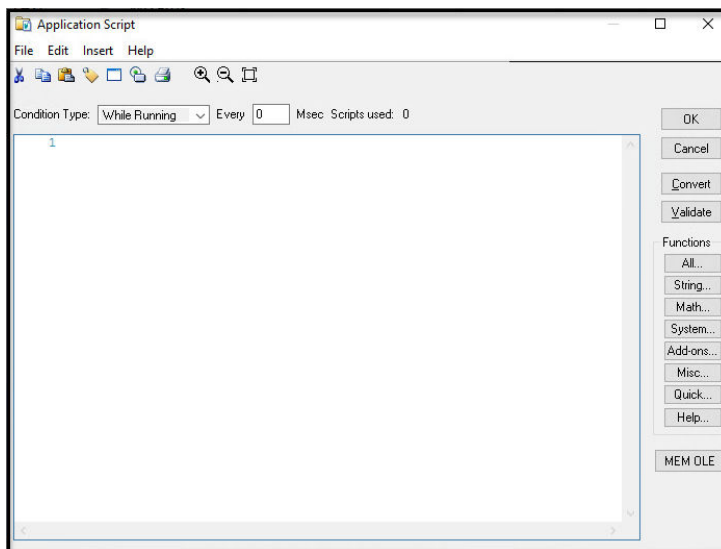 Application Script
File Edit Insert Help
Condition Type: While Running Every 0 Msec Scripts used: 0
1
OK
Cancel
Convert
Validate
Functions
All...
String...
Math...
System...
Add-ons...
Misc...
Quick...
Help...
MEM OLE